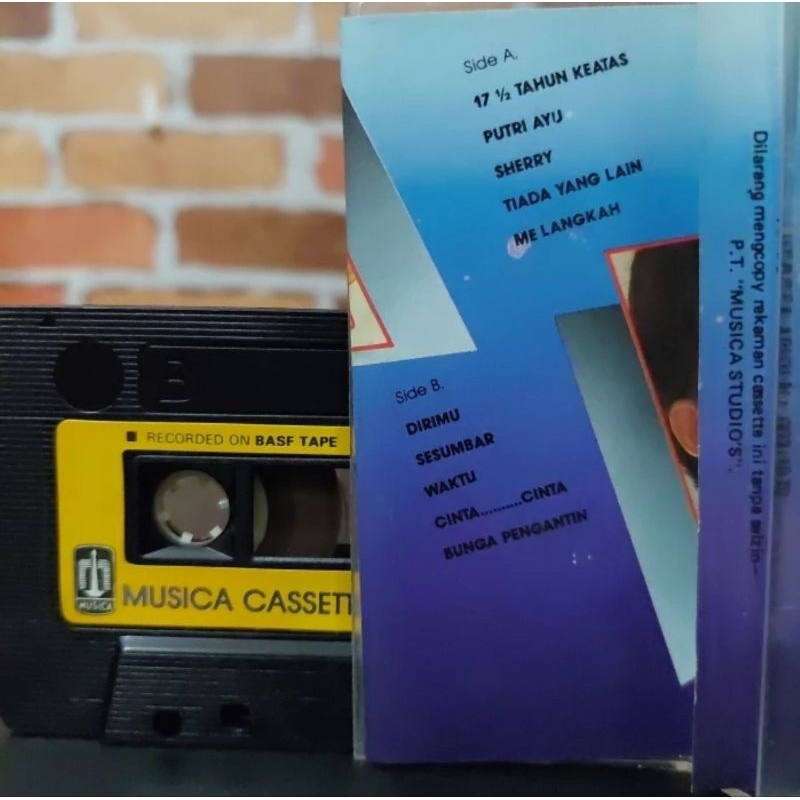 Side A.
17 ½ TAHUN KEATAS
PUTRI AYU
SHERRY
TIADA YANG LAIN
ME LANGKAH
Side B.
DIRIMU
SESUMBAR
WAKTU
CINTA..........CINTA
BUNGA PENGANTIN
Dilarang mengcopy rekaman cassette ini tanpa
P.T. "MUSICA STUDIO'S".
B
RECORDED ON BASF TAPE
MUSICA
MUSICA CASSETT